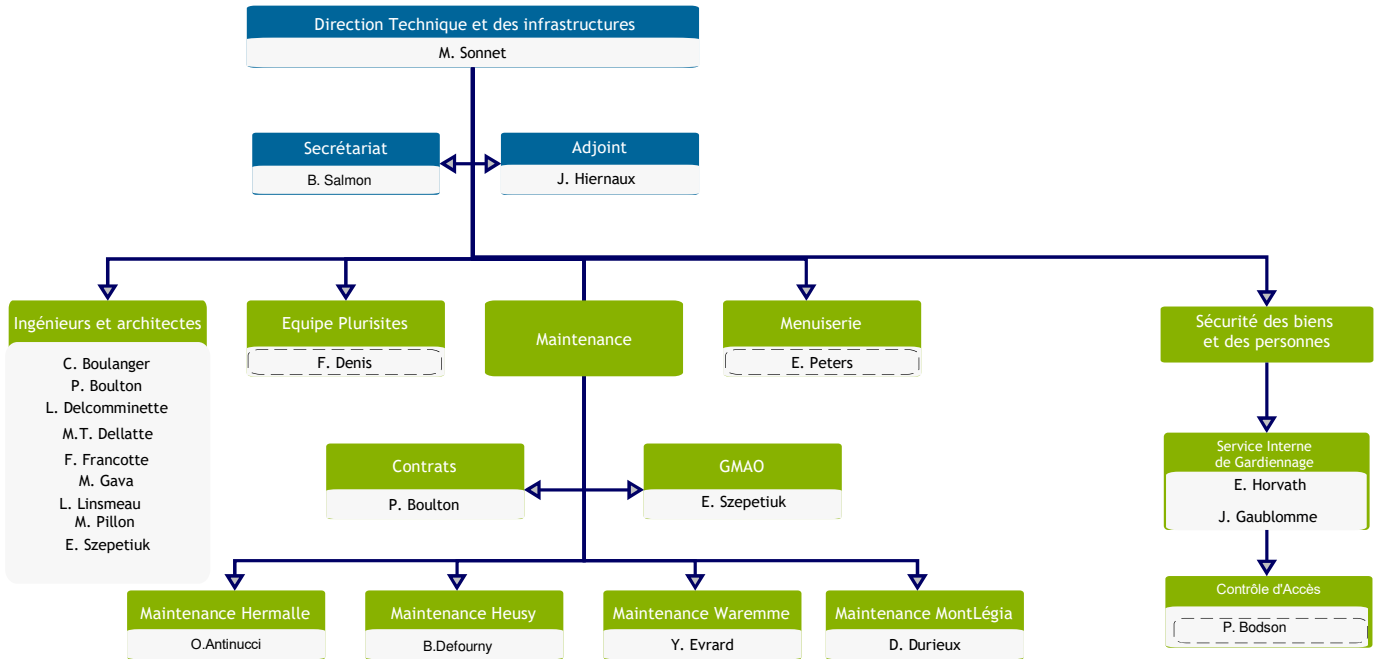 Direction Technique et des infrastructures
M. Sonnet
Secrétariat
B. Salmon
Adjoint
J. Hiernaux
Ingénieurs et architectes
C. Boulanger
P. Boulton
L. Delcomminette
M.T. Dellatte
F. Francotte
M. Gava
L. Linsmeau
M. Pillon
E. Szepetiuk
Equipe Plurisites
F. Denis
Maintenance
Menuiserie
E. Peters
Sécurité des biens
et des personnes
Contrats
P. Boulton
GMAO
E. Szepetiuk
Service Interne
de Gardiennage
E. Horvath
J. Gaublomme
Maintenance Hermalle
O.Antinucci
Maintenance Heusy
B.Defourny
Maintenance Waremme
Y. Evrard
Maintenance MontLégia
D. Durieux
Contrôle d'Accès
P. Bodson